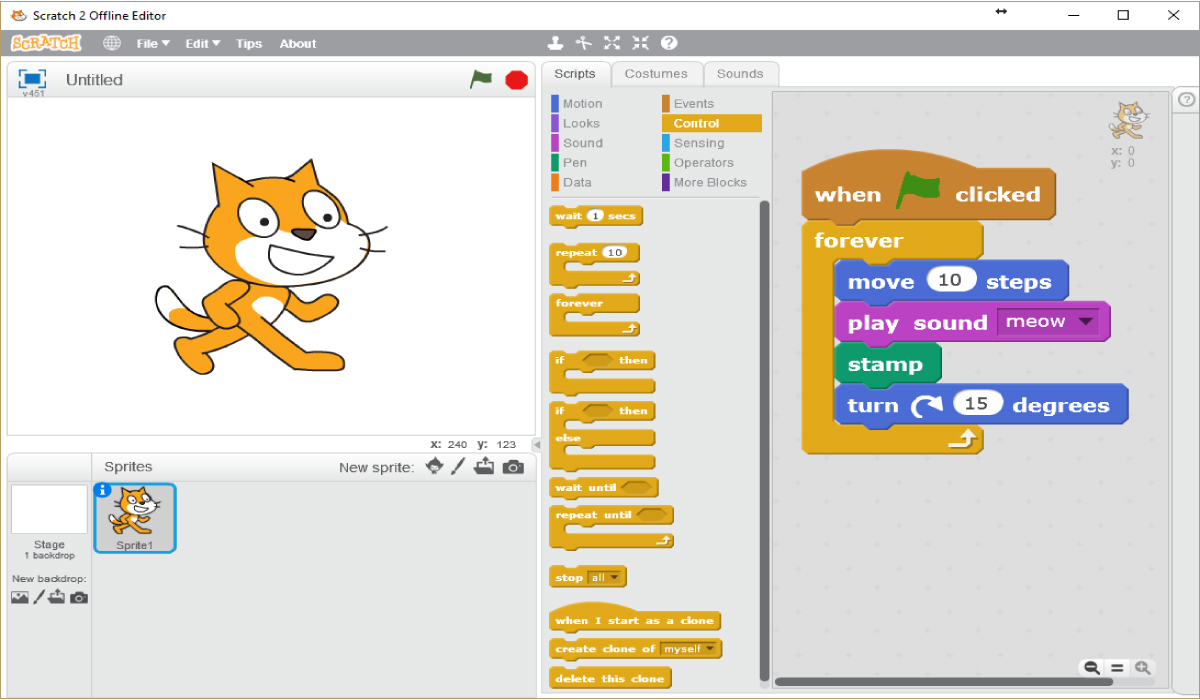 Scratch 2 Offline Editor
SCRATCH File Edit Tips About
v451 Untitled
x: 240 y: 123
Sprites New sprite:
Sprite1
Stage
1 backdrop
New backdrop:
Scripts Costumes Sounds
Motion Events
Looks Control
Sound Sensing
Pen Operators
Data More Blocks
wait 1 secs
repeat 10
forever
if then
if then
else
wait until
repeat until
stop all
when I start as a clone
create clone of myself
delete this clone
x: 0
y: 0
when clicked
forever
move 10 steps
play sound meow
stamp
turn 15 degrees